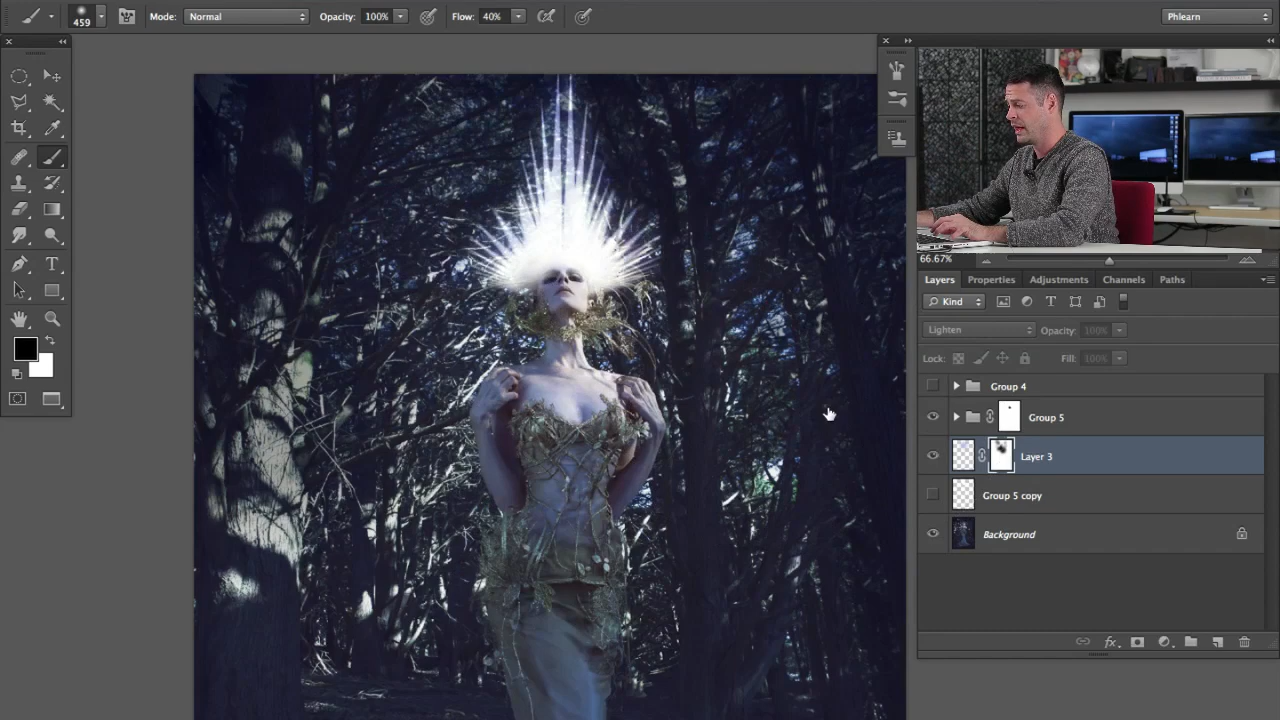 459 Mode: Normal Opacity: 100% Flow: 40% Phlearn
66.67%
Layers Properties Adjustments Channels Paths
Kind T
Lighten Opacity: 100%
Lock: Fill: 100%
Group 4
Group 5
Layer 3
Group 5 copy
Background
fx
T